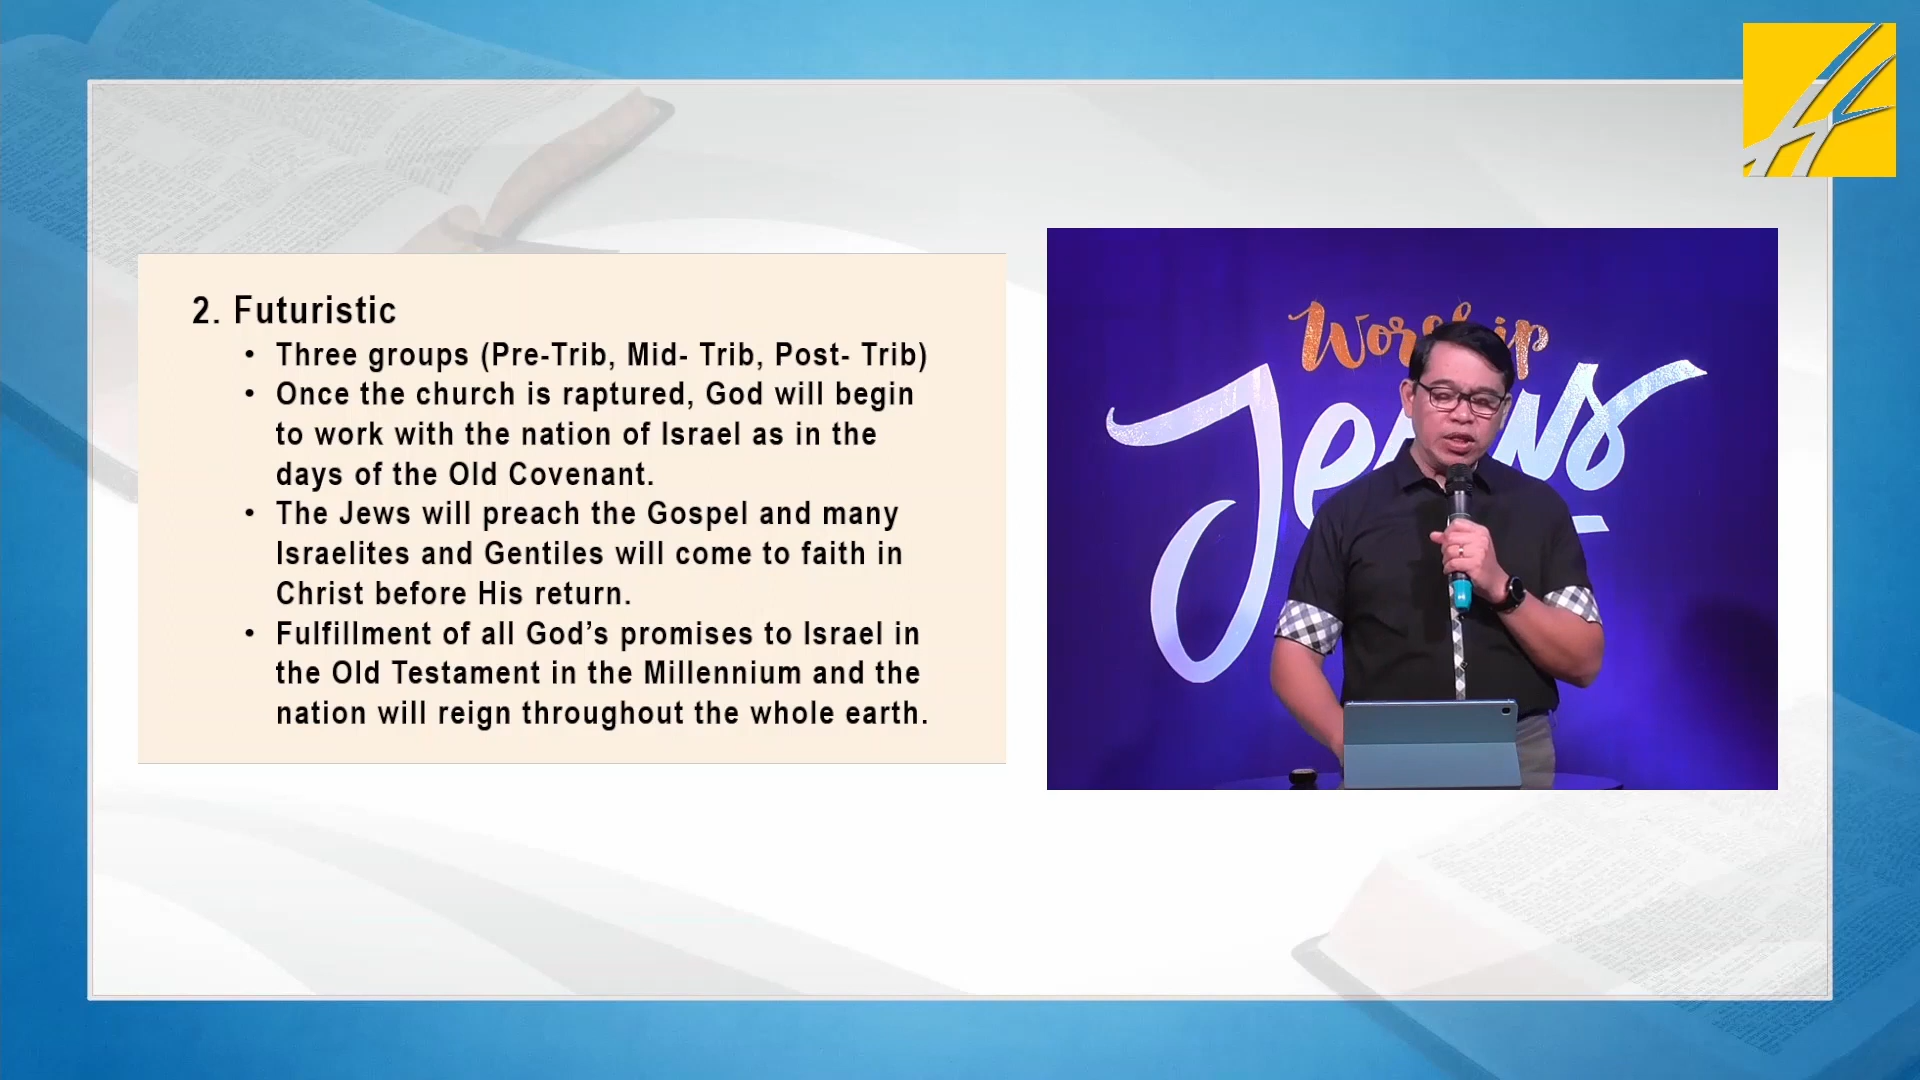 2. Futuristic
• Three groups (Pre-Trib, Mid- Trib, Post- Trib)
• Once the church is raptured, God will begin
to work with the nation of Israel as in the
days of the Old Covenant.
• The Jews will preach the Gospel and many
Israelites and Gentiles will come to faith in
Christ before His return.
• Fulfillment of all God’s promises to Israel in
the Old Testament in the Millennium and the
nation will reign throughout the whole earth.
Worship
Jesus